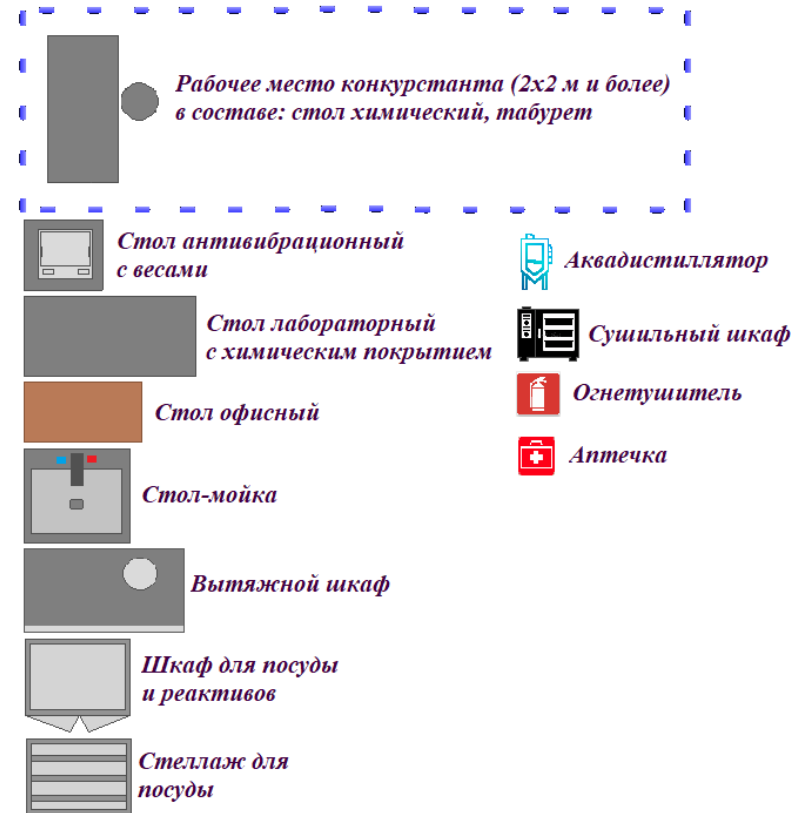 Рабочее место конкурстанта (2х2 м и более)
в составе: стол химический, табурет
Стол антивибрационный
с весами
Стол лабораторный
с химическим покрытием
Стол офисный
Стол-мойка
Вытяжной шкаф
Шкаф для посуды
и реактивов
Стеллаж для
посуды
Аквадистиллятор
Сушильный шкаф
Огнетушитель
Аптечка